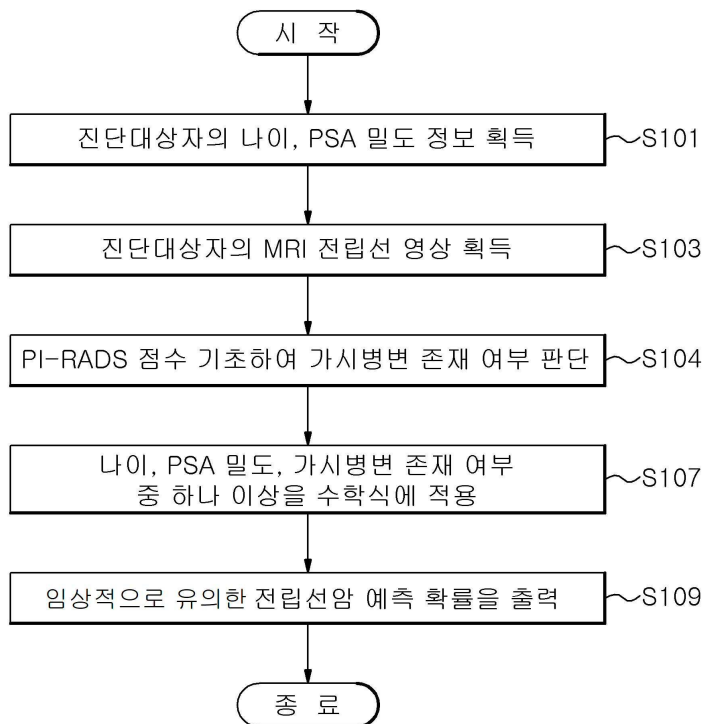 시 작
진단대상자의 나이, PSA 밀도 정보 획득 S101
진단대상자의 MRI 전립선 영상 획득 S103
PI-RADS 점수 기초하여 가시병변 존재 여부 판단 S104
나이, PSA 밀도, 가시병변 존재 여부
중 하나 이상을 수학식에 적용 S107
임상적으로 유의한 전립선암 예측 확률을 출력 S109
종 료